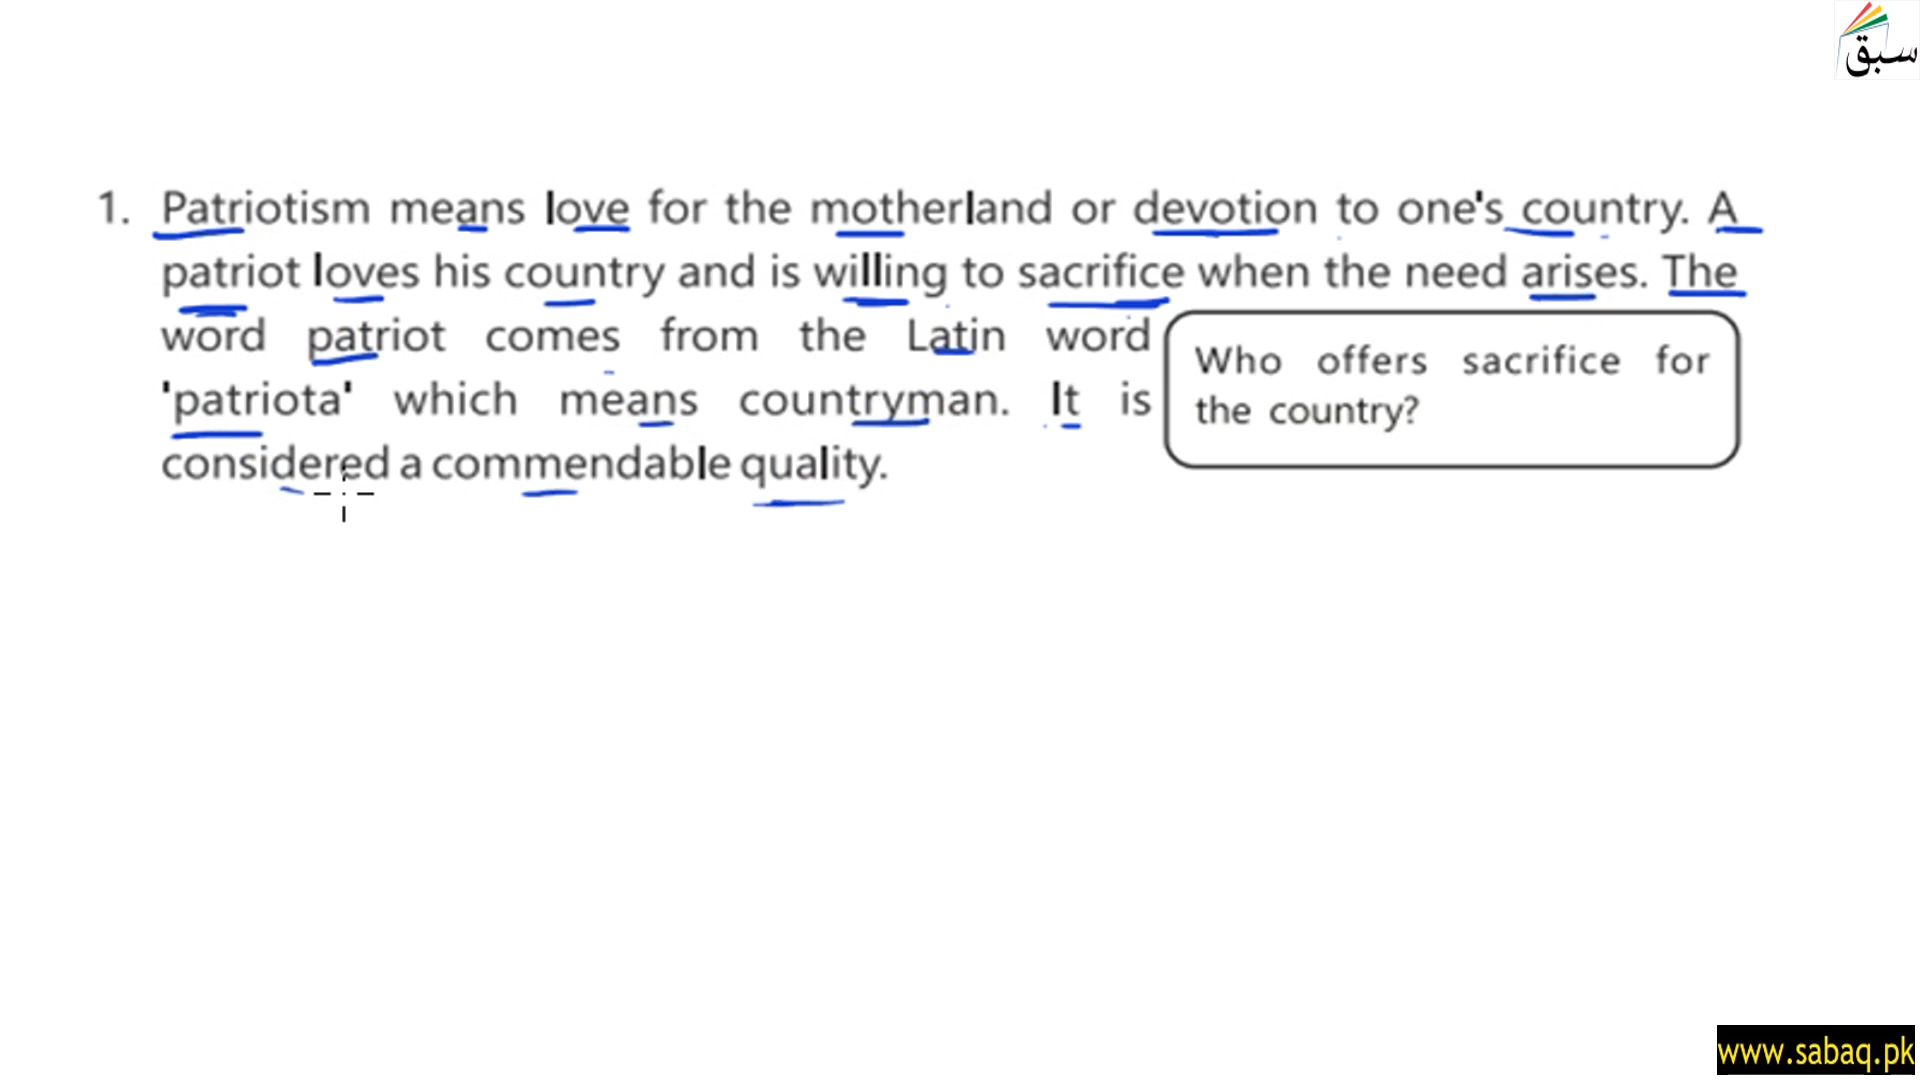 سبق
1. Patriotism means love for the motherland or devotion to one's country. A
patriot loves his country and is willing to sacrifice when the need arises. The
word patriot comes from the Latin word
'patriota' which means countryman. It is
considered a commendable quality.
Who offers sacrifice for
the country?
www.sabaq.pk